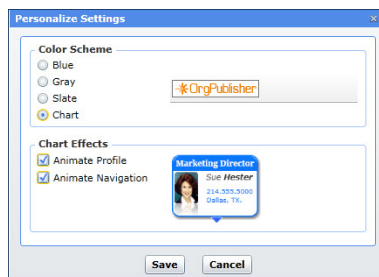 Personalize Settings
×
Color Scheme
Blue
Gray
Slate
Chart
OrgPublisher
Chart Effects
Animate Profile
Animate Navigation
Marketing Director
Sue Hester
214.555.5000
Dallas, TX.
Save
Cancel